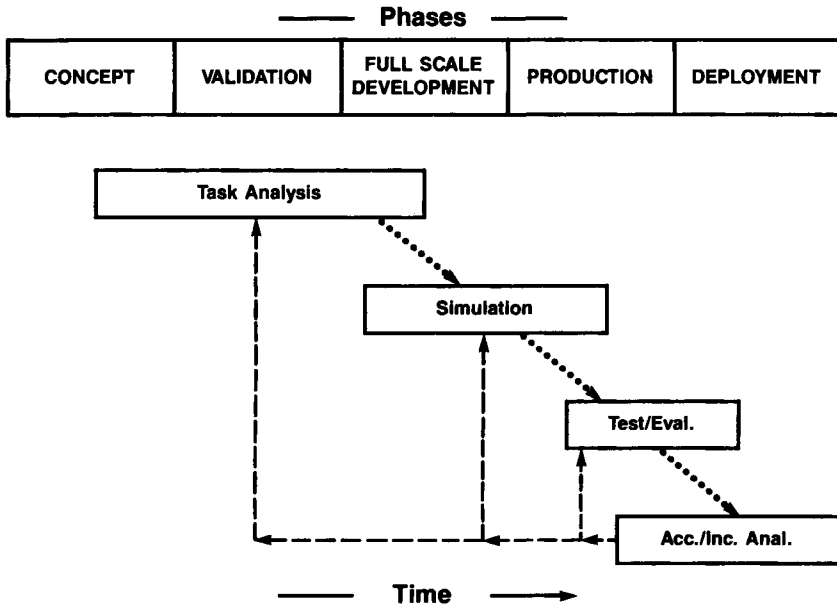 Phases
CONCEPT
VALIDATION
FULL SCALE
DEVELOPMENT
PRODUCTION
DEPLOYMENT
Task Analysis
Simulation
Test/Eval.
Acc./Inc. Anal.
Time